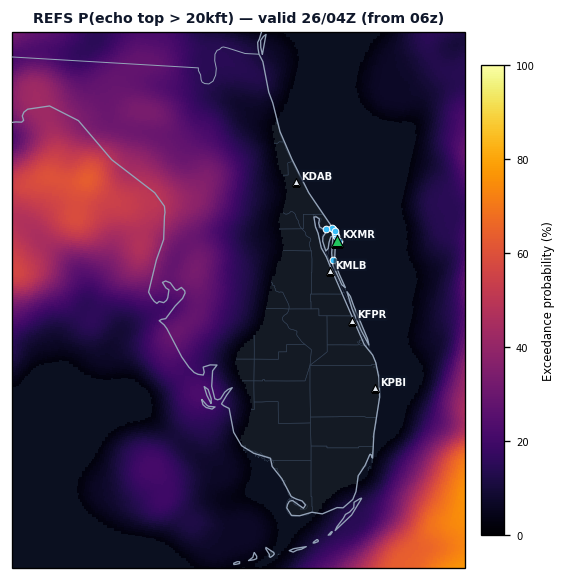 REFS P(echo top > 20kft) — valid 26/04Z (from 06z)
KDAB
KXMR
KMLB
KFPR
KPBI
100
80
60
40
20
0
Exceedance probability (%)